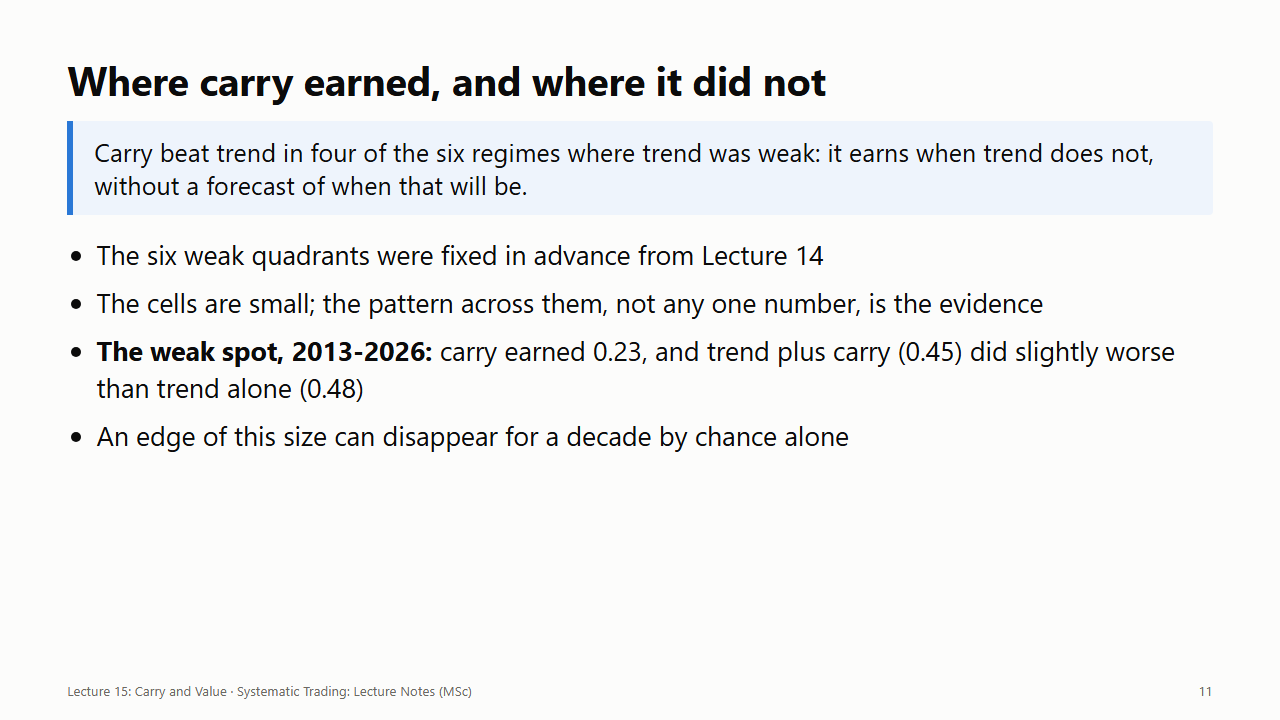 Where carry earned, and where it did not
Carry beat trend in four of the six regimes where trend was weak: it earns when trend does not,
without a forecast of when that will be.
• The six weak quadrants were fixed in advance from Lecture 14
• The cells are small; the pattern across them, not any one number, is the evidence
• The weak spot, 2013-2026: carry earned 0.23, and trend plus carry (0.45) did slightly worse
than trend alone (0.48)
• An edge of this size can disappear for a decade by chance alone
Lecture 15: Carry and Value · Systematic Trading: Lecture Notes (MSc)
11